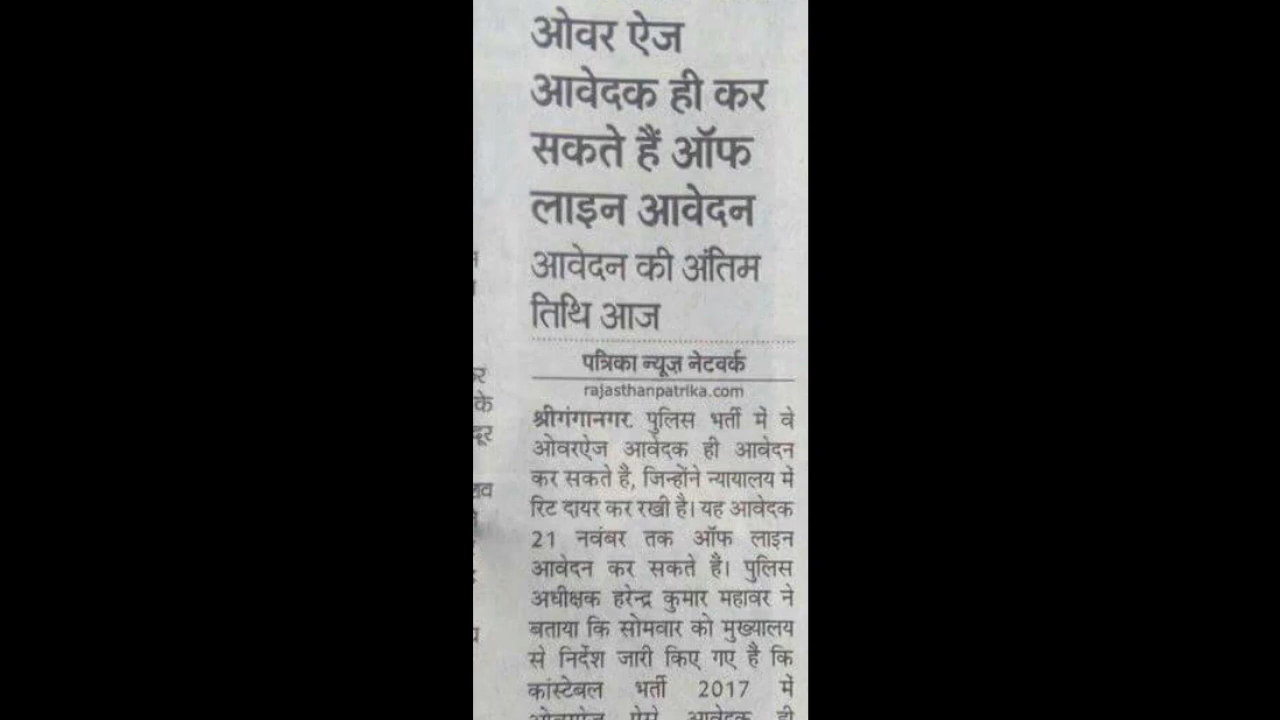 ओवर ऐज
आवेदक ही कर
सकते हैं ऑफ
लाइन आवेदन
आवेदन की अंतिम
तिथि आज
पत्रिका न्यूज़ नेटवर्क
rajasthanpatrika.com
श्रीगंगानगर. पुलिस भर्ती में वे
ओवरऐज आवेदक ही आवेदन
कर सकते है, जिन्होंने न्यायालय में
रिट दायर कर रखी है। यह आवेदक
21 नवंबर तक ऑफ लाइन
आवेदन कर सकते है। पुलिस
अधीक्षक हरेन्द्र कुमार महावर ने
बताया कि सोमवार को मुख्यालय
से निर्देश जारी किए गए है कि
कांस्टेबल भर्ती 2017 में
के